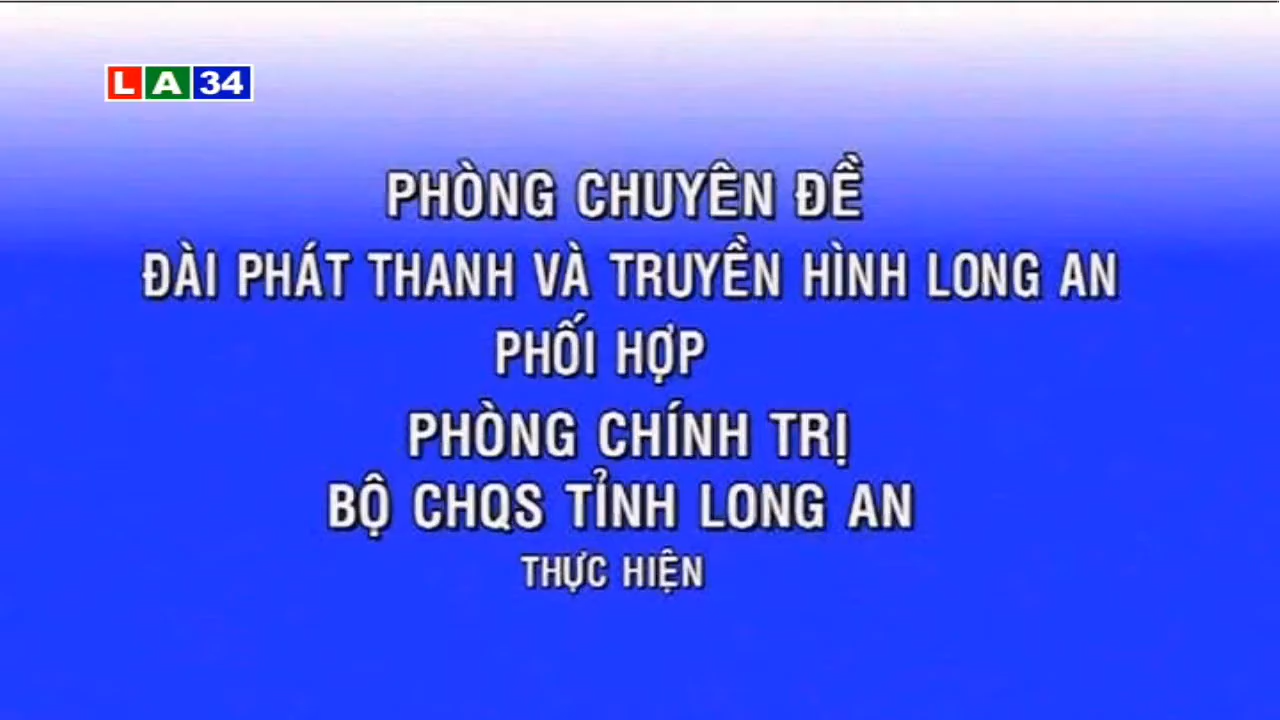 LA34
PHÒNG CHUYÊN ĐỀ
ĐÀI PHÁT THANH VÀ TRUYỀN HÌNH LONG AN
PHỐI HỢP
PHÒNG CHÍNH TRỊ
BỘ CHQS TỈNH LONG AN
THỰC HIỆN